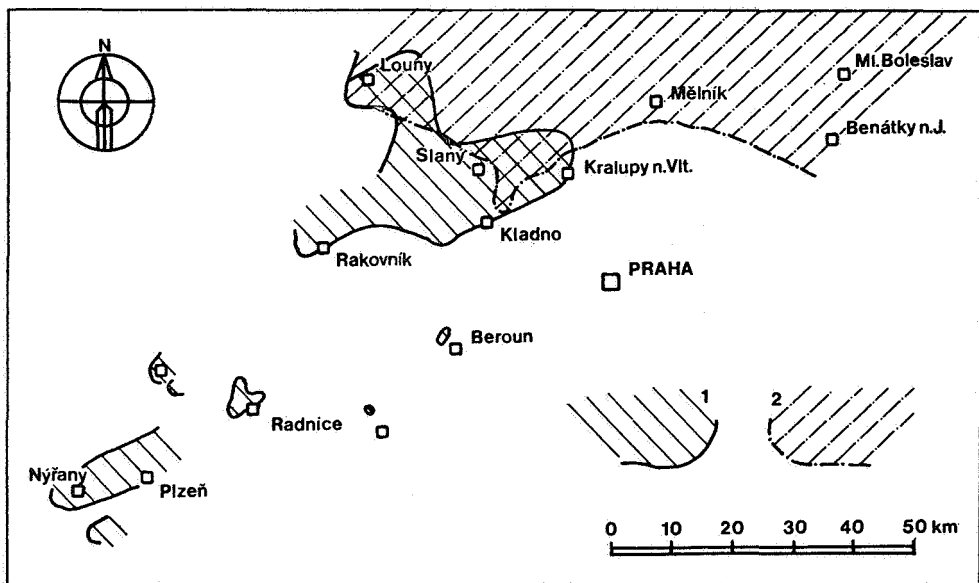 N
Louny
Ml. Boleslav
Mělník
Benátky n.J.
Slaný
Kralupy n.Vlt.
Kladno
Rakovník
PRAHA
Beroun
1 2
Radnice
Nýřany
Plzeň
0 10 20 30 40 50 km